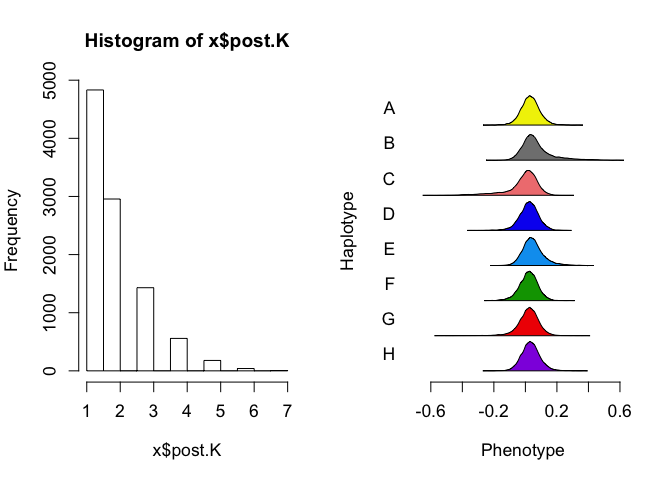 Histogram of x$post.K
Frequency
0
1000
2000
3000
4000
5000
1 2 3 4 5 6 7
x$post.K
Haplotype
A
B
C
D
E
F
G
H
-0.6 -0.2 0.2 0.6
Phenotype